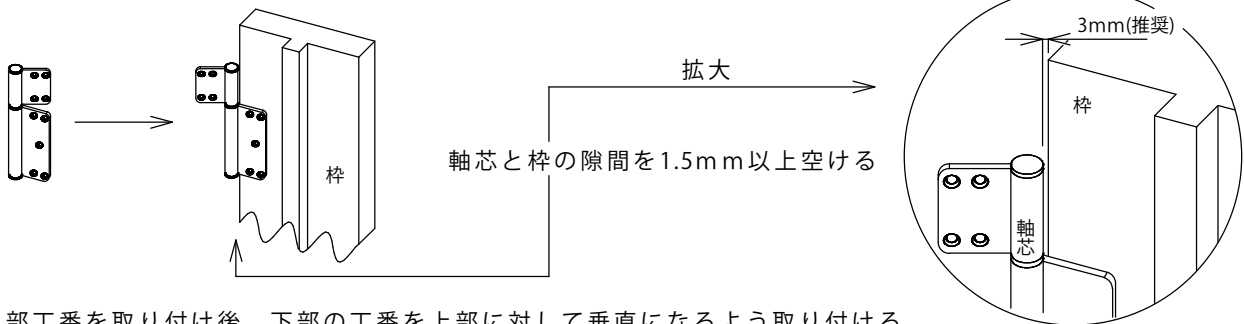 3mm(推奨)
拡大
枠
軸芯と枠の隙間を1.5mm以上空ける
枠
軸芯
部丁番を取り付け後、下部の丁番を上部に対して垂直になるよう取り付ける